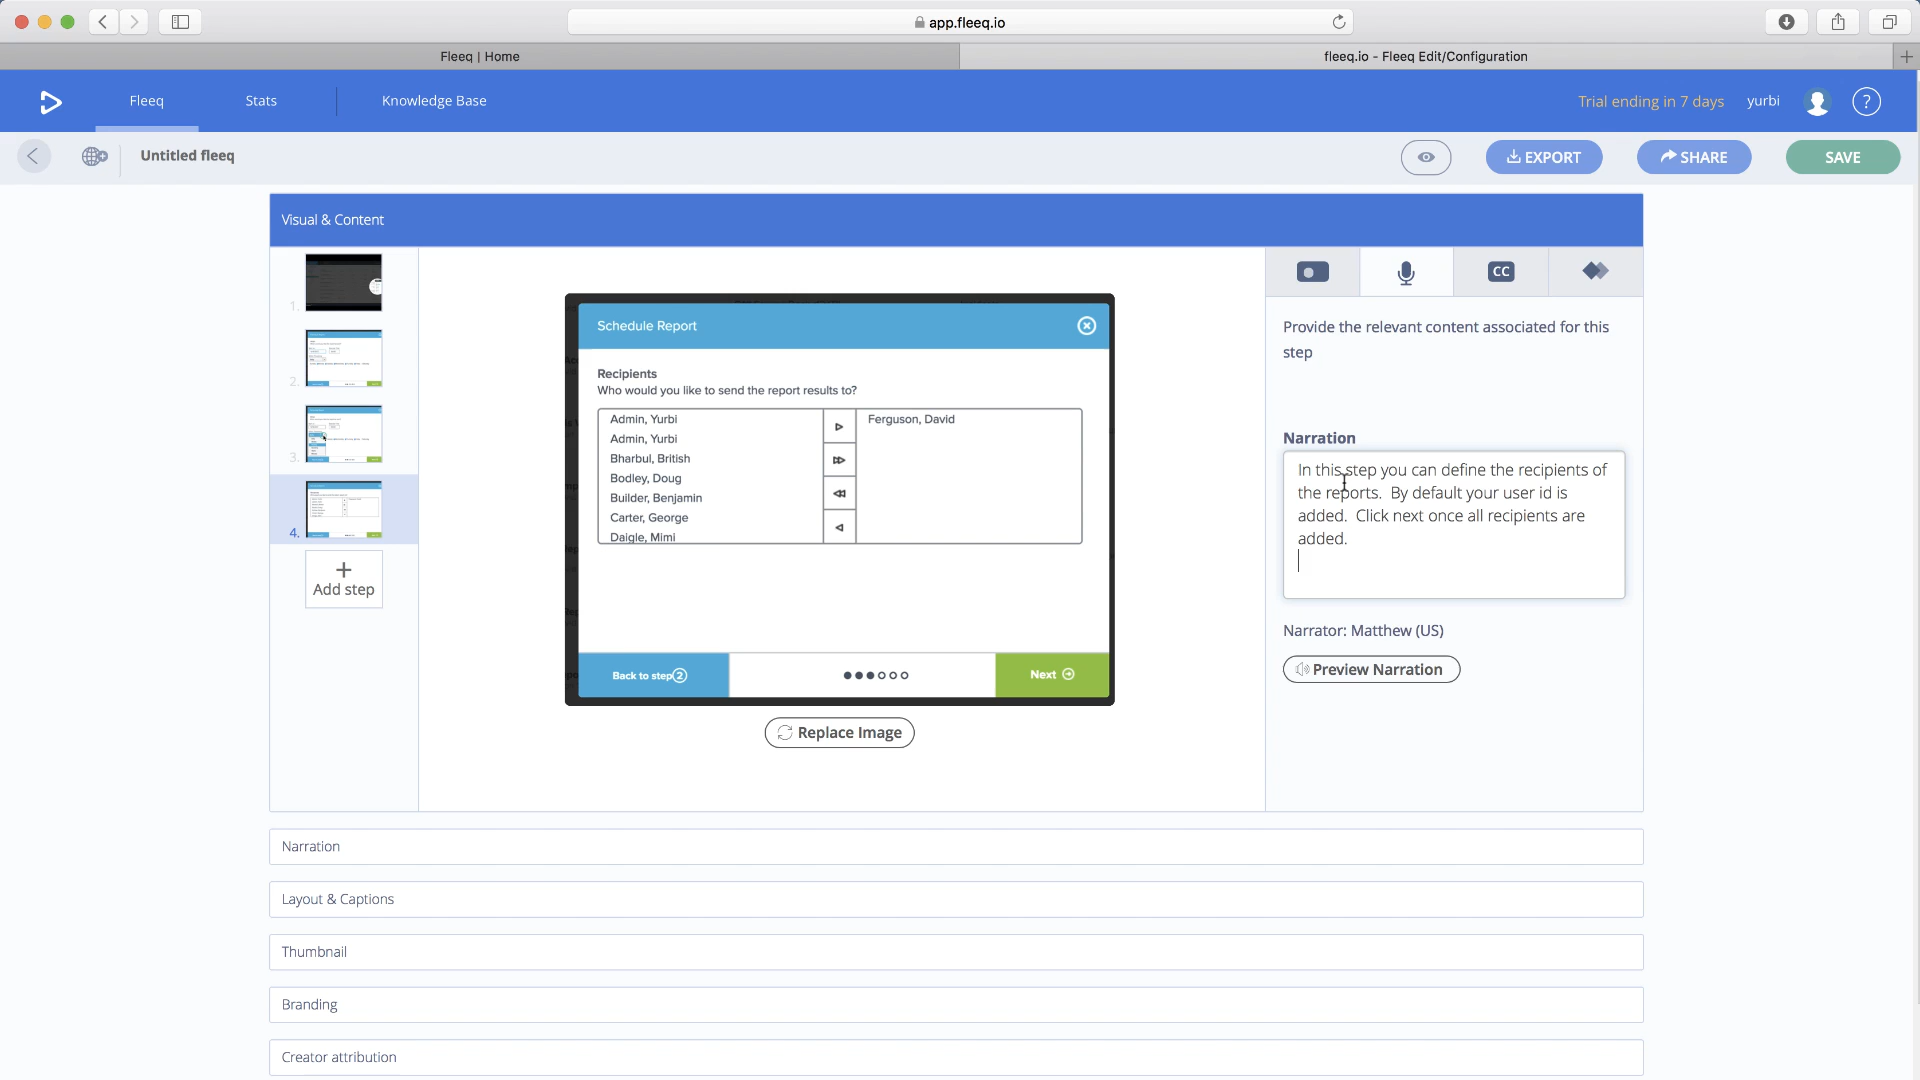 app.fleeq.io
Fleeq | Home
fleeq.io - Fleeq Edit/Configuration
Fleeq
Stats
Knowledge Base
Trial ending in 7 days
yurbi
?
Untitled fleeq
EXPORT
SHARE
SAVE
Visual & Content
1.
2.
3.
4.
Add step
Schedule Report
Recipients
Who would you like to send the report results to?
Admin, Yurbi
Admin, Yurbi
Bharbul, British
Bodley, Doug
Builder, Benjamin
Carter, George
Daigle, Mimi
Ferguson, David
Back to step 2
Next
Replace Image
CC
Provide the relevant content associated for this
step
Narration
In this step you can define the recipients of
the reports. By default your user id is
added. Click next once all recipients are
added.
Narrator: Matthew (US)
Preview Narration
Narration
Layout & Captions
Thumbnail
Branding
Creator attribution